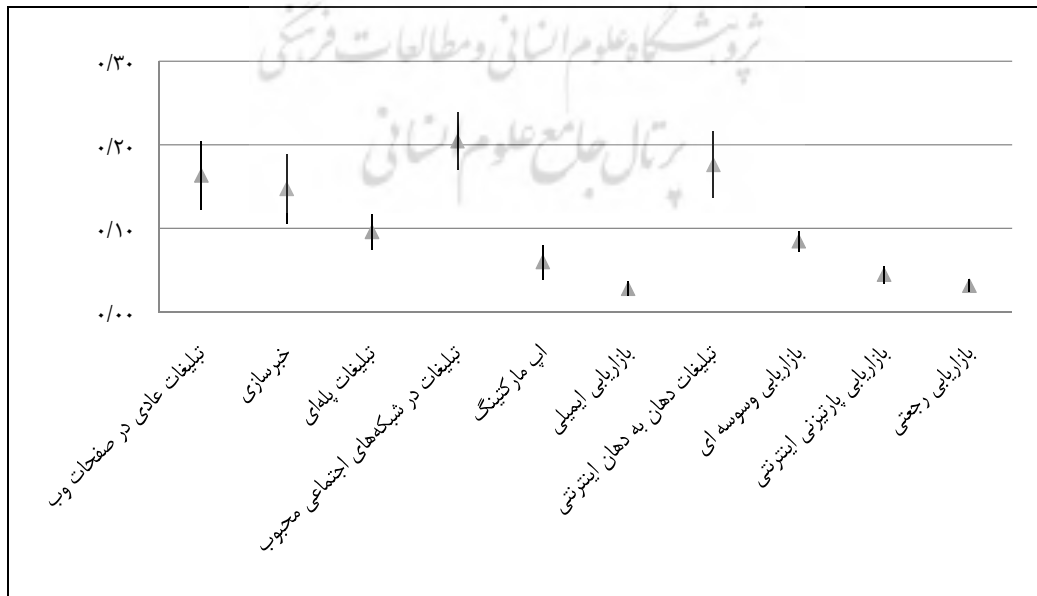 پژوهشگاه علوم انسانی و مطالعات فرهنگی
پرتال جامع علوم انسانی
۰/۳۰
۰/۲۰
۰/۱۰
۰/۰۰
تبلیغات عادی در صفحات وب
خبرسازی
تبلیغات پله‌ای
تبلیغات در شبکه‌های اجتماعی محبوب
اپ مارکتینگ
بازاریابی ایمیلی
تبلیغات دهان به دهان اینترنتی
بازاریابی وسوسه ای
بازاریابی پارتیزنی اینترنتی
بازاریابی رجعتی